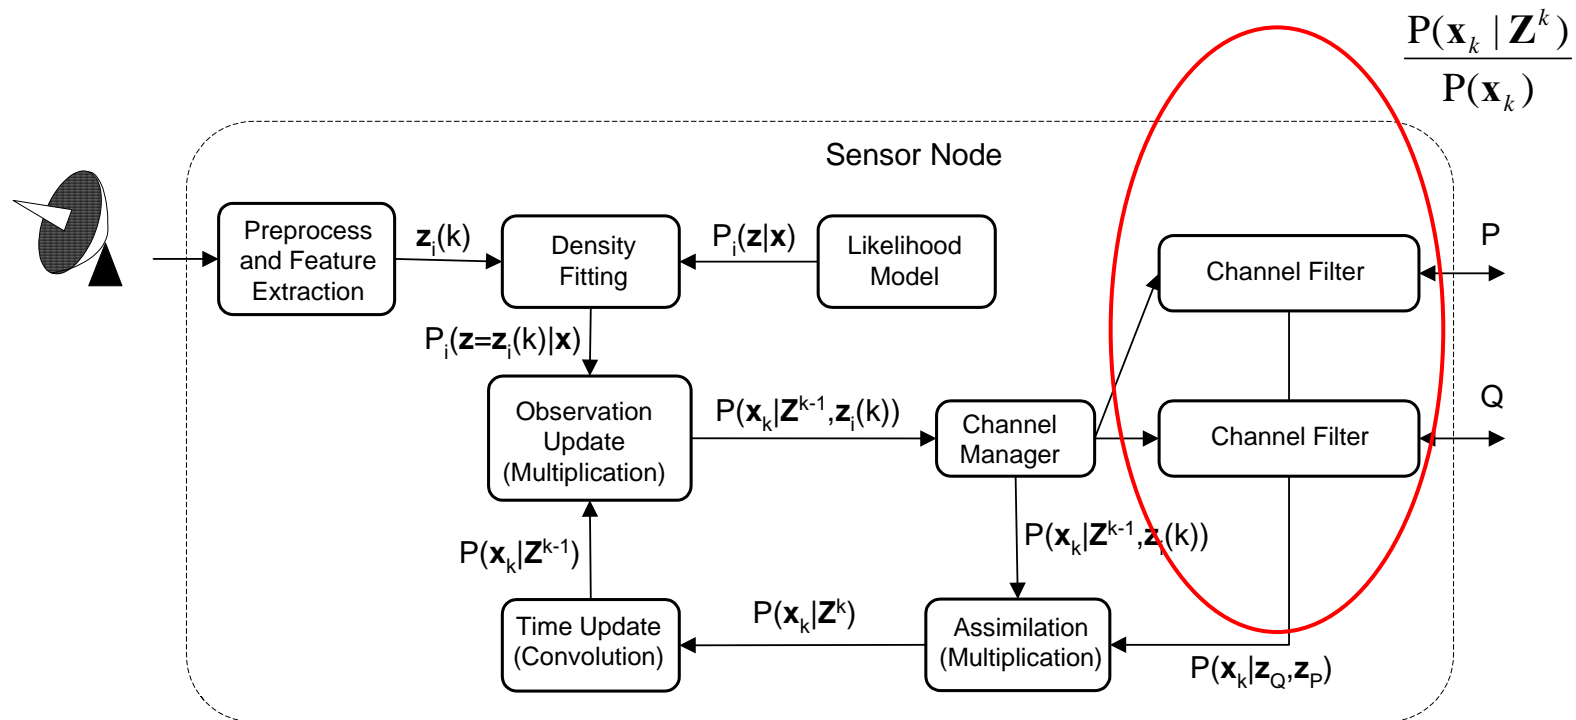 P(x_k | Z^k)
P(x_k)
Sensor Node
Preprocess
and Feature
Extraction
z_i(k)
Density
Fitting
P_i(z|x)
Likelihood
Model
Channel Filter
P
P_i(z=z_i(k)|x)
Observation
Update
(Multiplication)
P(x_k|Z^{k-1},z_i(k))
Channel
Manager
Channel Filter
Q
P(x_k|Z^{k-1})
P(x_k|Z^{k-1},z_i(k))
Time Update
(Convolution)
P(x_k|Z^k)
Assimilation
(Multiplication)
P(x_k|z_Q,z_P)